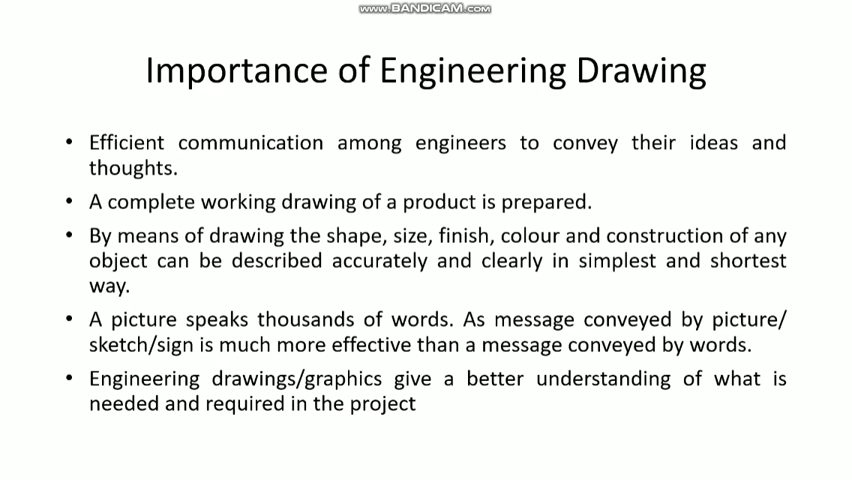 www.BANDICAM.com
Importance of Engineering Drawing
• Efficient communication among engineers to convey their ideas and
thoughts.
• A complete working drawing of a product is prepared.
• By means of drawing the shape, size, finish, colour and construction of any
object can be described accurately and clearly in simplest and shortest
way.
• A picture speaks thousands of words. As message conveyed by picture/
sketch/sign is much more effective than a message conveyed by words.
• Engineering drawings/graphics give a better understanding of what is
needed and required in the project